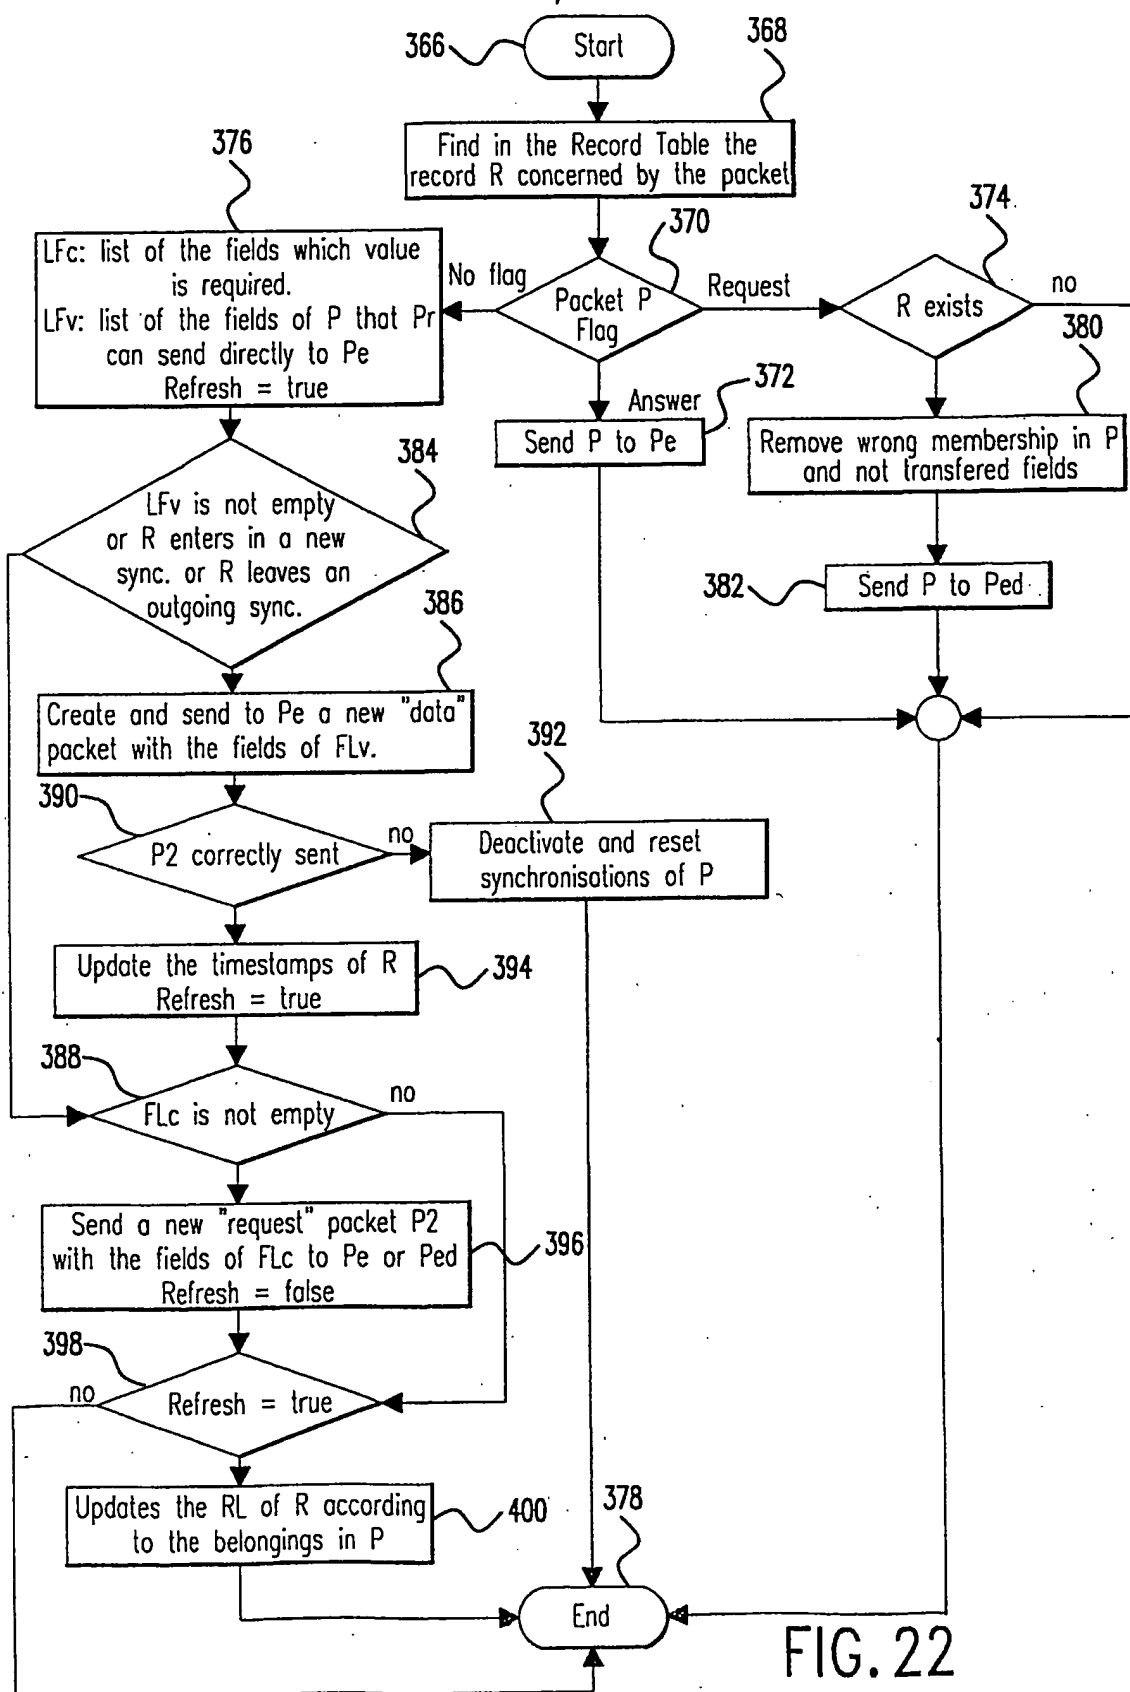 366
Start
368
Find in the Record Table the
record R concerned by the packet
376
LFc: list of the fields which value
is required.
LFv: list of the fields of P that Pr
can send directly to Pe
Refresh = true
No flag
370
Packet P
Flag
Request
374
R exists
no
380
Answer
372
Send P to Pe
Remove wrong membership in P
and not transfered fields
384
LFv is not empty
or R enters in a new
sync. or R leaves an
outgoing sync.
382
Send P to Ped
386
Create and send to Pe a new "data"
packet with the fields of FLv.
390
P2 correctly sent
no
392
Deactivate and reset
synchronisations of P
Update the timestamps of R
Refresh = true
394
388
FLc is not empty
no
Send a new "request" packet P2
with the fields of FLc to Pe or Ped
Refresh = false
396
398
no
Refresh = true
Updates the RL of R according
to the belongings in P
400
378
End
FIG. 22